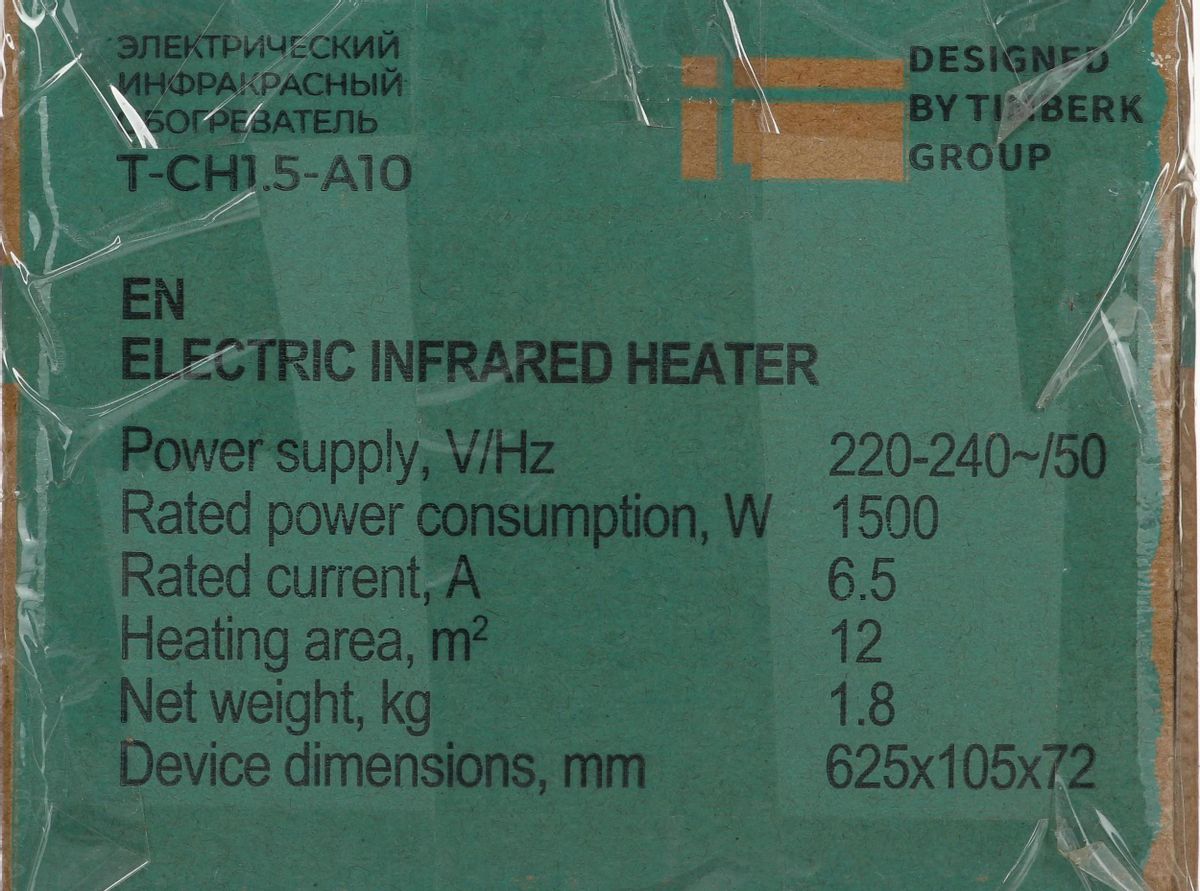 ЭЛЕКТРИЧЕСКИЙ
ИНФРАКРАСНЫЙ
ОБОГРЕВАТЕЛЬ
T-CH1.5-A10
DESIGNED
BY TIMBERK
GROUP
EN
ELECTRIC INFRARED HEATER
Power supply, V/Hz 220-240~/50
Rated power consumption, W 1500
Rated current, A 6.5
Heating area, m² 12
Net weight, kg 1.8
Device dimensions, mm 625x105x72